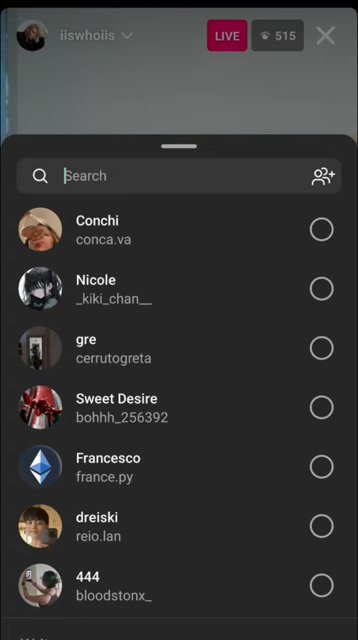 iiswhoiis
LIVE
515
Search
Conchi
conca.va
Nicole
_kiki_chan__
gre
cerrutogreta
Sweet Desire
bohhh_256392
Francesco
france.py
dreiski
reio.lan
444
bloodstonx_